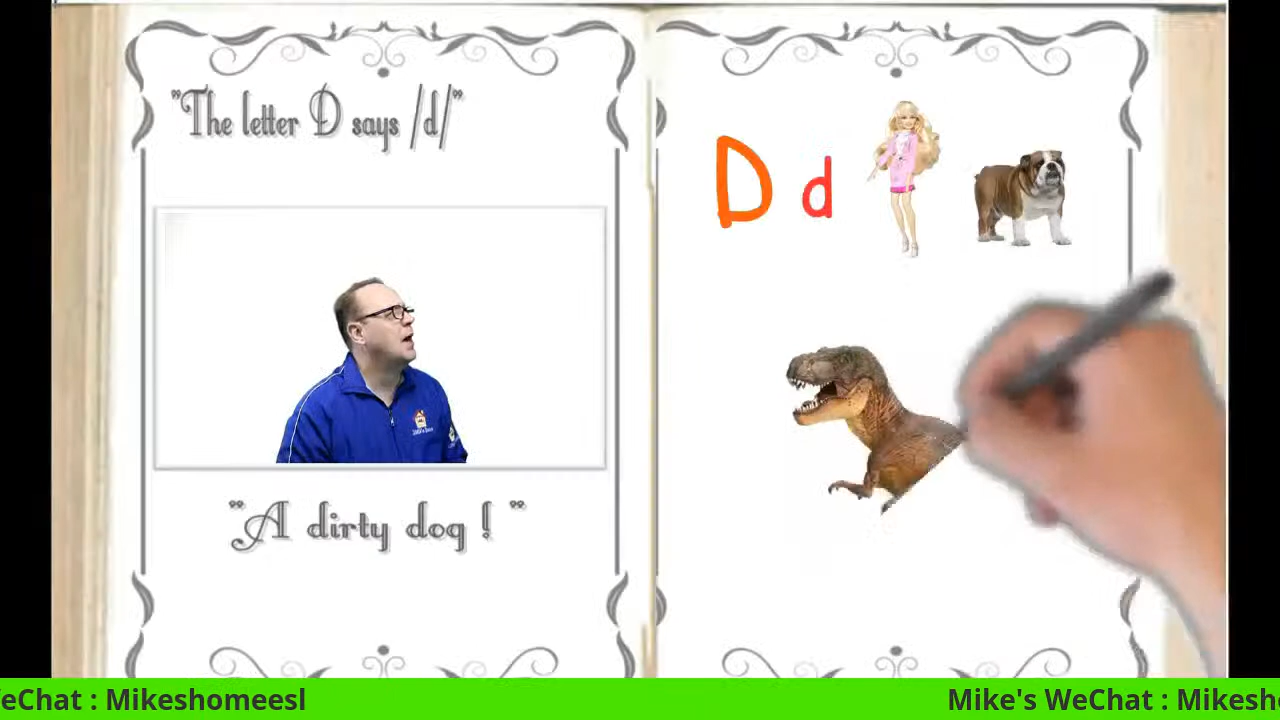 "The letter D says /d/"
D d
"A dirty dog ! "
eChat : Mikeshomeesl
Mike's WeChat : Mikesh